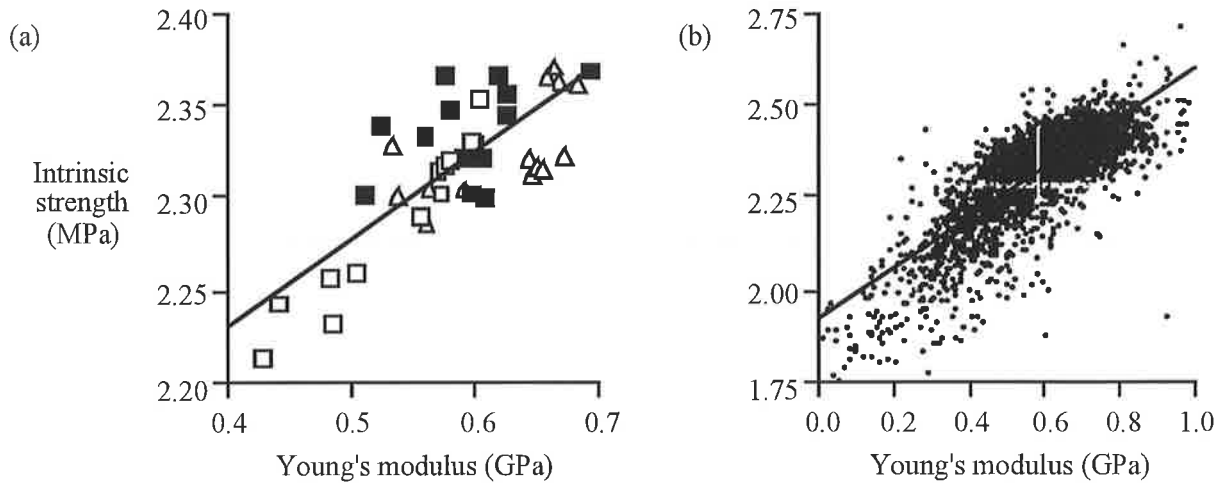 (a)
2.40
2.35
2.30
2.25
2.20
Intrinsic
strength
(MPa)
0.4 0.5 0.6 0.7
Young's modulus (GPa)
(b)
2.75
2.50
2.25
2.00
1.75
0.0 0.2 0.4 0.6 0.8 1.0
Young's modulus (GPa)